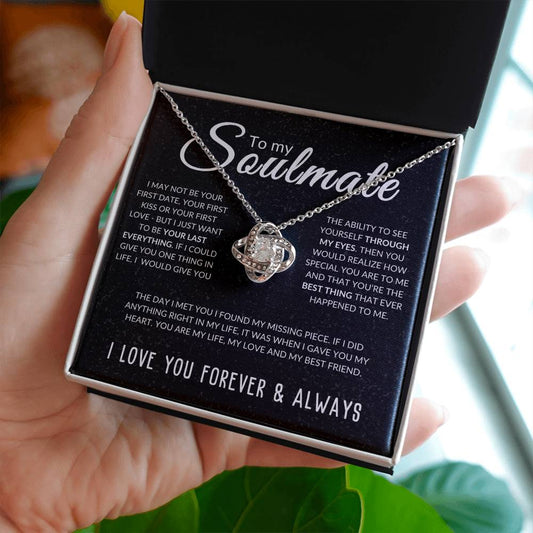 To my
Soulmate
I MAY NOT BE YOUR
FIRST DATE, YOUR FIRST
KISS OR YOUR FIRST
LOVE - BUT I JUST WANT
TO BE YOUR LAST
EVERYTHING. IF I COULD
GIVE YOU ONE THING IN
LIFE, I WOULD GIVE YOU
THE ABILITY TO SEE
YOURSELF THROUGH
MY EYES. THEN YOU
WOULD REALIZE HOW
SPECIAL YOU ARE TO ME
AND THAT YOU'RE THE
BEST THING THAT EVER
HAPPENED TO ME.
THE DAY I MET YOU I FOUND MY MISSING PIECE. IF I DID
ANYTHING RIGHT IN MY LIFE, IT WAS WHEN I GAVE YOU MY
HEART. YOU ARE MY LIFE, MY LOVE AND MY BEST FRIEND.
I LOVE YOU FOREVER & ALWAYS